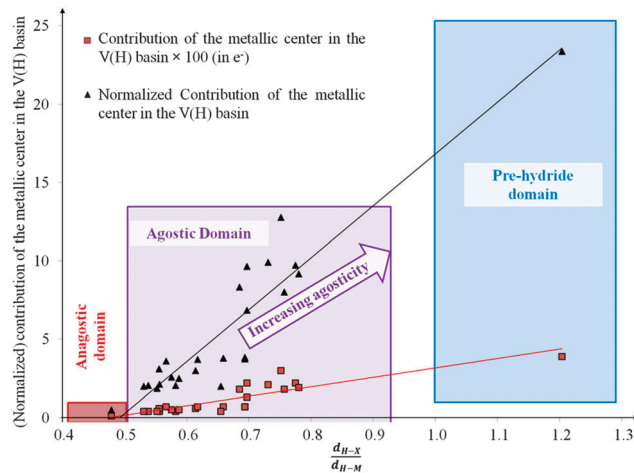 (Normalized) contribution of the metallic center in the V(H) basin
25
20
15
10
5
0
Contribution of the metallic center in the
V(H) basin × 100 (in e⁻)
Normalized Contribution of the metallic
center in the V(H) basin
Pre-hydride
domain
Agostic Domain
Increasing agosticity
Anagostic
domain
0.4 0.5 0.6 0.7 0.8 0.9 1.0 1.1 1.2 1.3
d_{H−X}
d_{H−M}